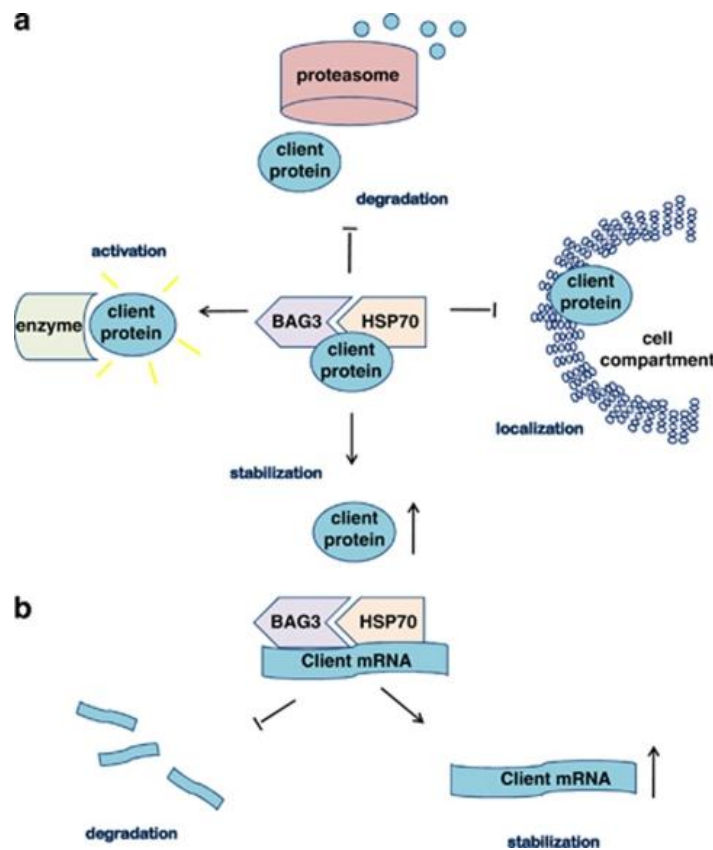 a
proteasome
client
protein
degradation
activation
enzyme
client
protein
BAG3
HSP70
client
protein
client
protein
cell
compartment
localization
stabilization
client
protein
b
BAG3
HSP70
Client mRNA
degradation
Client mRNA
stabilization